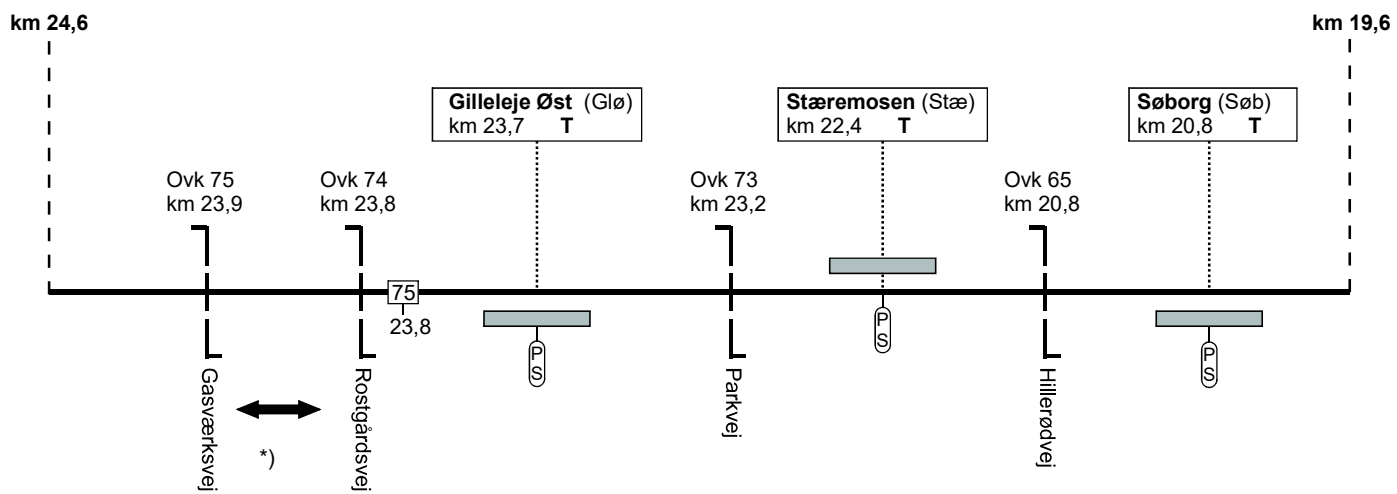 km 24,6
km 19,6
Gilleleje Øst (Glø)
km 23,7 T
Stæremosen (Stæ)
km 22,4 T
Søborg (Søb)
km 20,8 T
Ovk 75
km 23,9
Ovk 74
km 23,8
Ovk 73
km 23,2
Ovk 65
km 20,8
75
23,8
P
S
P
S
P
S
Gasværksvej
Rostgårdsvej
Parkvej
Hillerødvej
*)